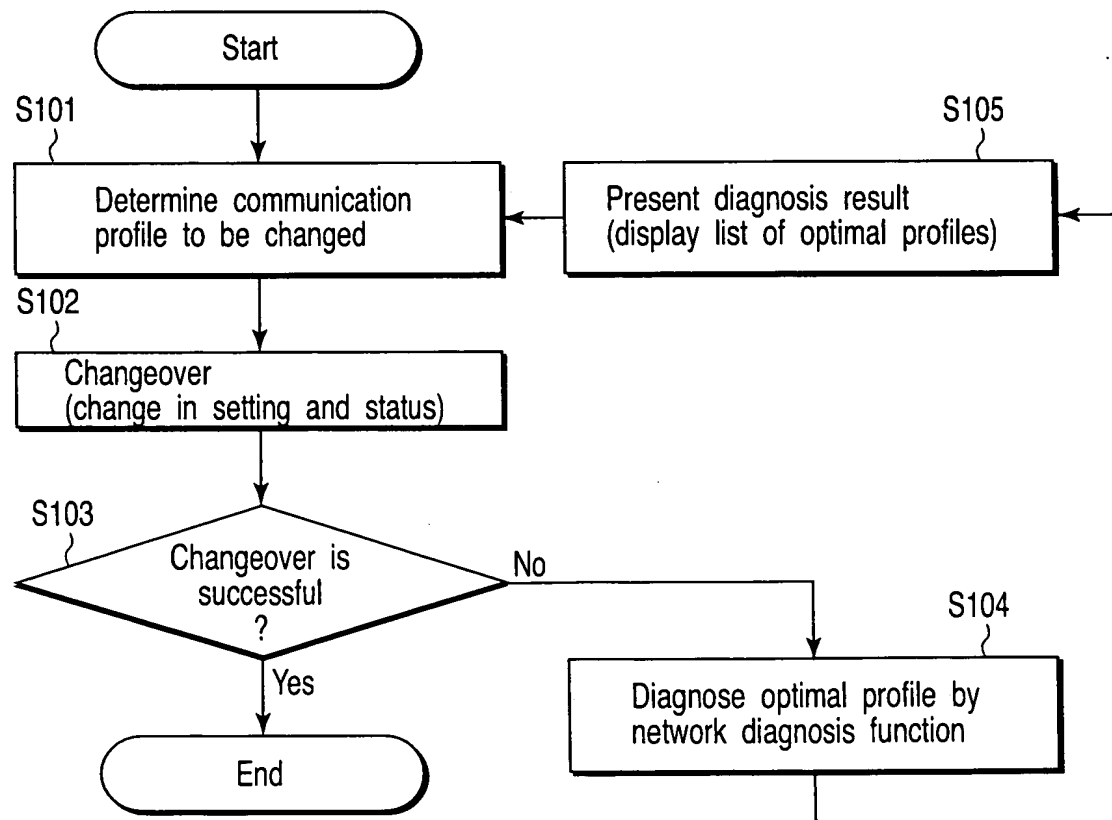 Start
S101
Determine communication
profile to be changed
S105
Present diagnosis result
(display list of optimal profiles)
S102
Changeover
(change in setting and status)
S103
Changeover is
successful
?
No
Yes
S104
Diagnose optimal profile by
network diagnosis function
End